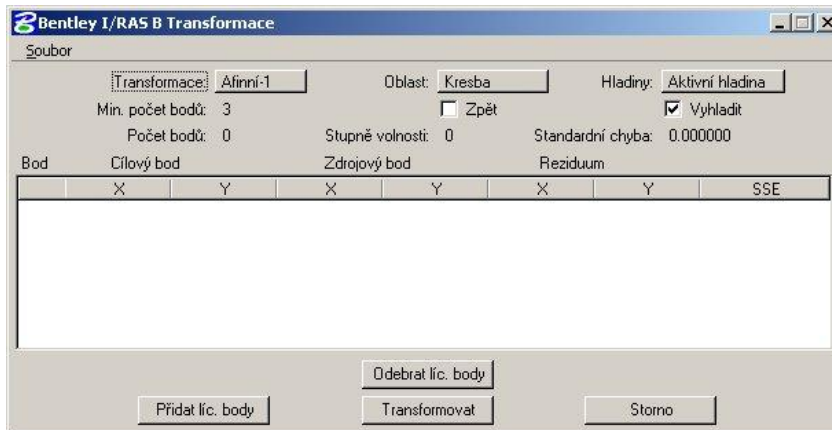 Bentley I/RAS B Transformace
Soubor
Transformace: Afinní-1 Oblast: Kresba Hladiny: Aktivní hladina
Min. počet bodů: 3 Zpět Vyhladit
Počet bodů: 0 Stupně volnosti: 0 Standardní chyba: 0.000000
Bod Cílový bod Zdrojový bod Reziduum
X Y X Y X Y SSE
Odebrat líc. body
Přidat líc. body Transformovat Storno